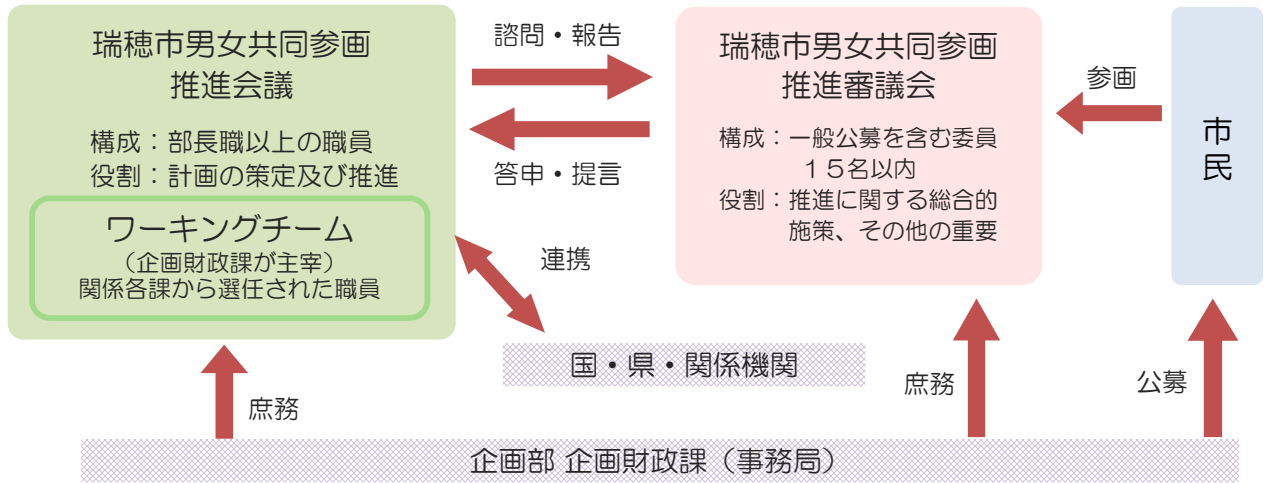 瑞穂市男女共同参画
推進会議
構成：部長職以上の職員
役割：計画の策定及び推進
ワーキングチーム
（企画財政課が主宰）
関係各課から選任された職員
諮問・報告
答申・提言
連携
瑞穂市男女共同参画
推進審議会
構成：一般公募を含む委員
１５名以内
役割：推進に関する総合的
施策、その他の重要
参画
市民
国・県・関係機関
庶務
庶務
公募
企画部 企画財政課（事務局）